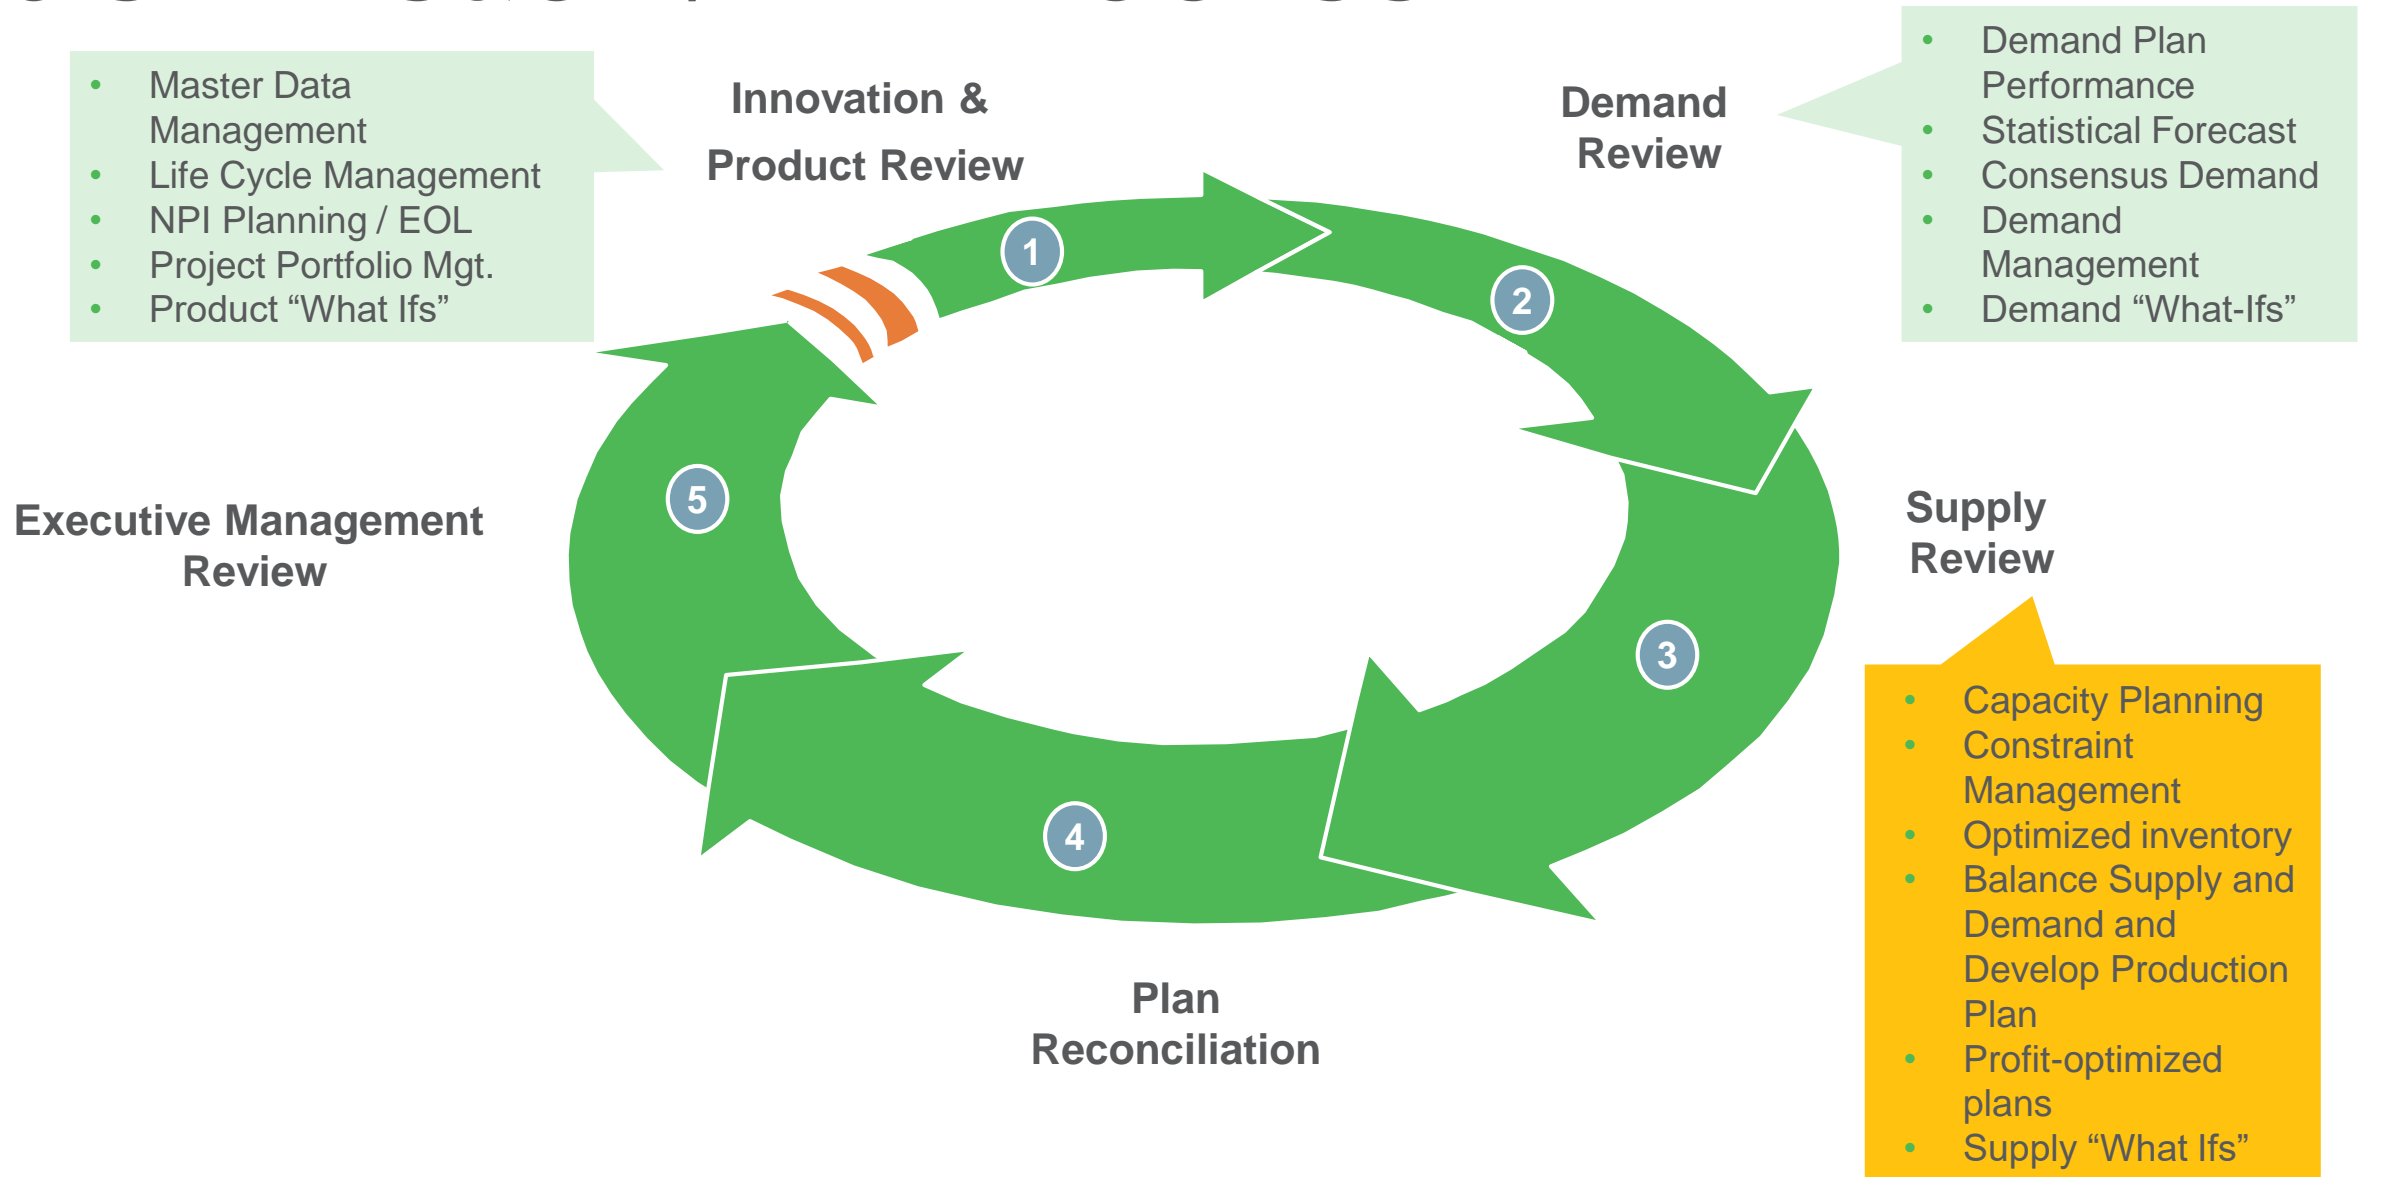 • Master Data
Management
• Life Cycle Management
• NPI Planning / EOL
• Project Portfolio Mgt.
• Product “What Ifs”
Innovation &
Product Review
Demand
Review
• Demand Plan
Performance
• Statistical Forecast
• Consensus Demand
• Demand
Management
• Demand “What-Ifs”
1
2
3
4
5
Executive Management
Review
Supply
Review
• Capacity Planning
• Constraint
Management
• Optimized inventory
• Balance Supply and
Demand and
Develop Production
Plan
• Profit-optimized
plans
• Supply “What Ifs”
Plan
Reconciliation